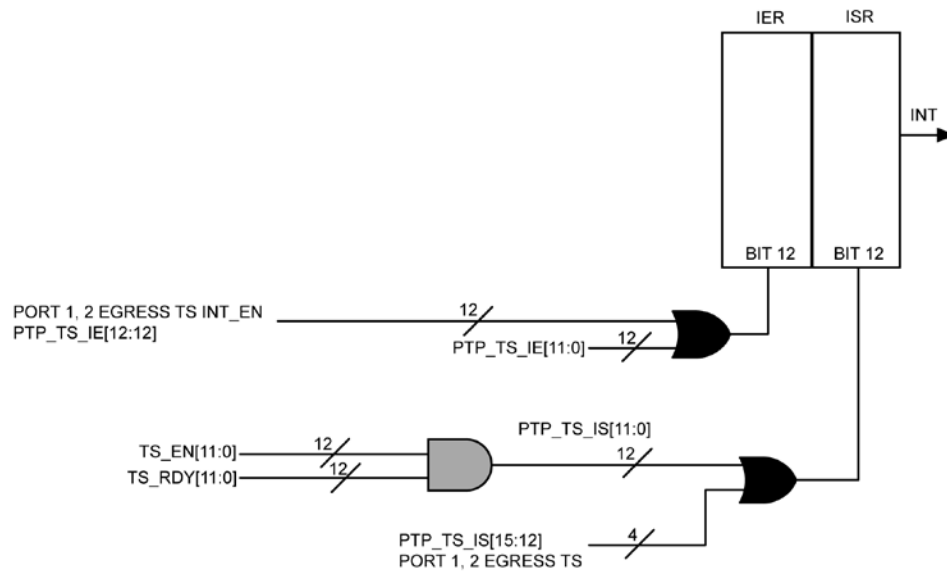 IER ISR
INT
BIT 12 BIT 12
PORT 1, 2 EGRESS TS INT_EN
PTP_TS_IE[12:12]
12
PTP_TS_IE[11:0]
12
PTP_TS_IS[11:0]
TS_EN[11:0]
12
12
TS_RDY[11:0]
12
PTP_TS_IS[15:12]
4
PORT 1, 2 EGRESS TS